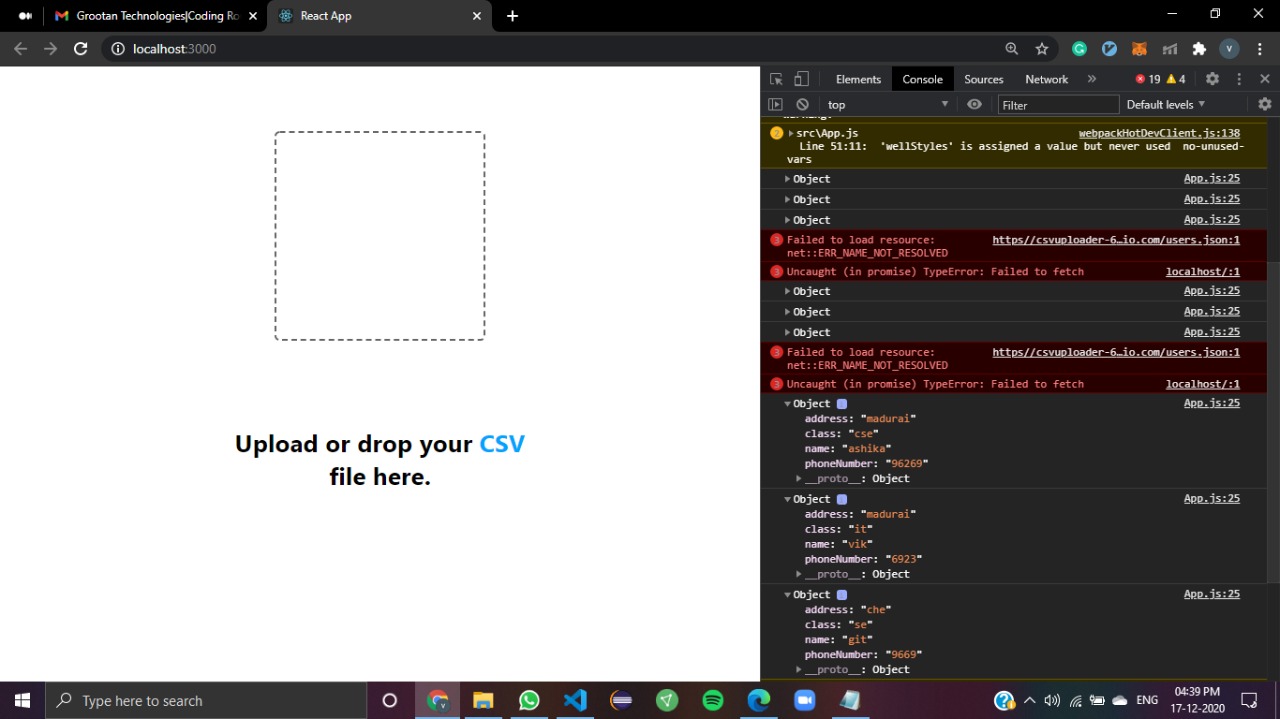 Grootan Technologies|Coding Ro
React App
localhost:3000
V
Elements Console Sources Network » 19 4
top Filter Default levels
2 src\App.js webpackHotDevClient.js:138
Line 51:11: 'wellStyles' is assigned a value but never used no-unused-
vars
Object App.js:25
Object App.js:25
Object App.js:25
3 Failed to load resource: https//csvuploader-6…io.com/users.json:1
net::ERR_NAME_NOT_RESOLVED
3 Uncaught (in promise) TypeError: Failed to fetch localhost/:1
Object App.js:25
Object App.js:25
Object App.js:25
3 Failed to load resource: https//csvuploader-6…io.com/users.json:1
net::ERR_NAME_NOT_RESOLVED
3 Uncaught (in promise) TypeError: Failed to fetch localhost/:1
Object App.js:25
address: "madurai"
class: "cse"
name: "ashika"
phoneNumber: "96269"
__proto__: Object
Object App.js:25
address: "madurai"
class: "it"
name: "vik"
phoneNumber: "6923"
__proto__: Object
Object App.js:25
address: "che"
class: "se"
name: "git"
phoneNumber: "9669"
__proto__: Object
Upload or drop your CSV
file here.
Type here to search
ENG
04:39 PM
17-12-2020